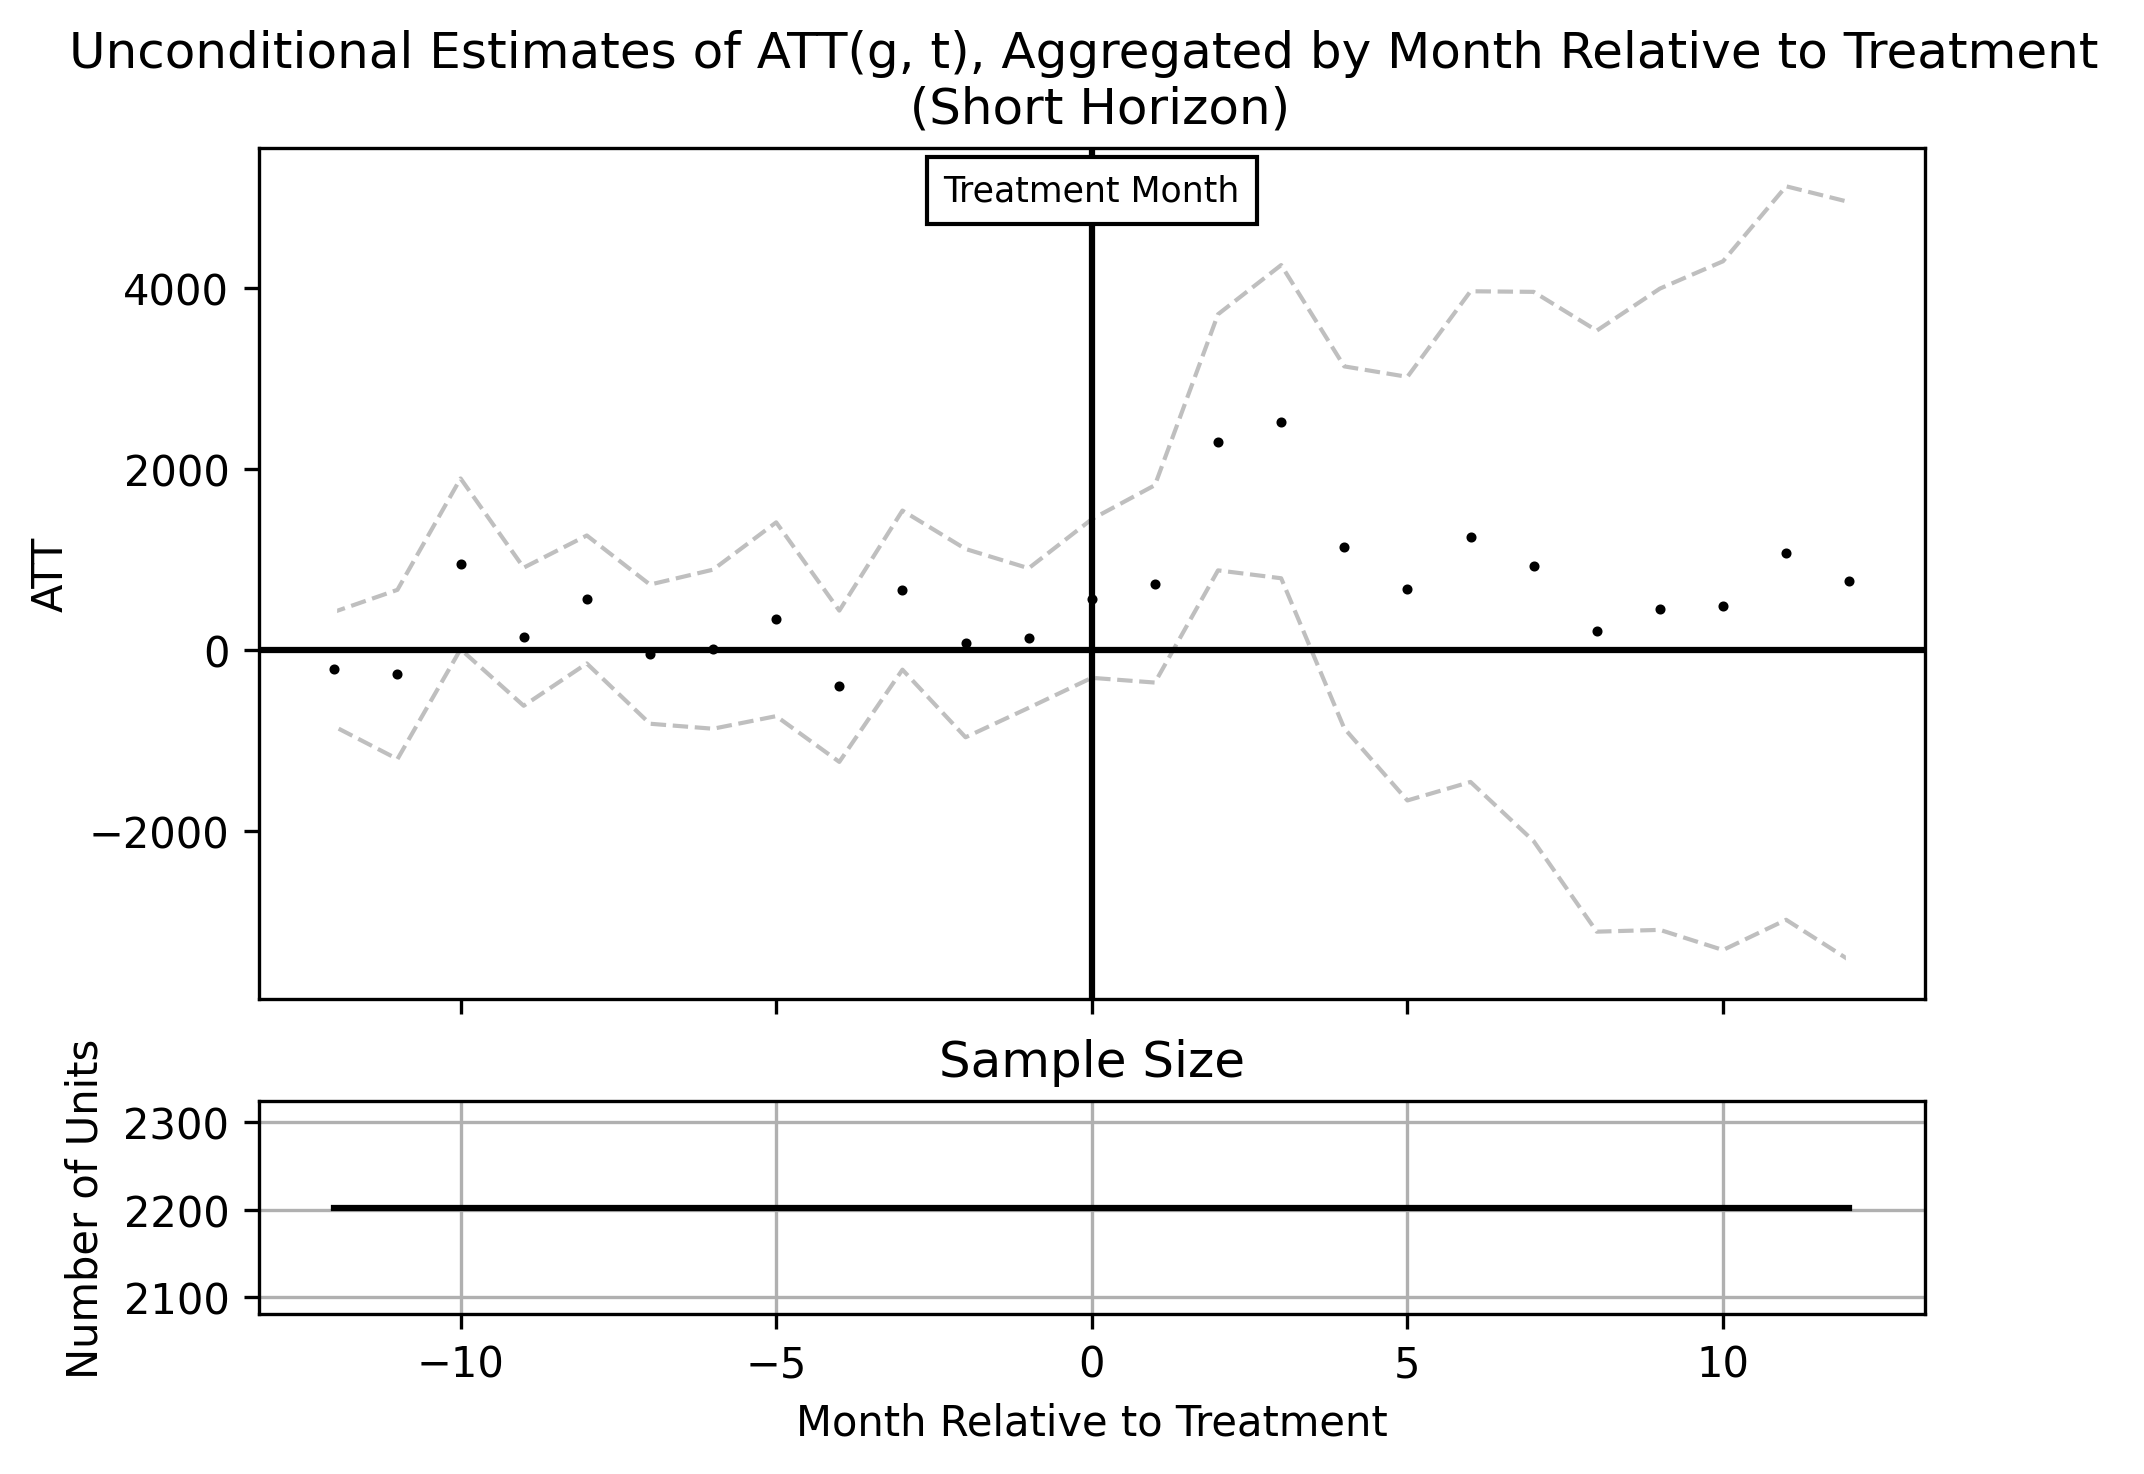 Unconditional Estimates of ATT(g, t), Aggregated by Month Relative to Treatment
(Short Horizon)
Treatment Month
4000
2000
0
−2000
ATT
Sample Size
2300
2200
2100
Number of Units
−10 −5 0 5 10
Month Relative to Treatment